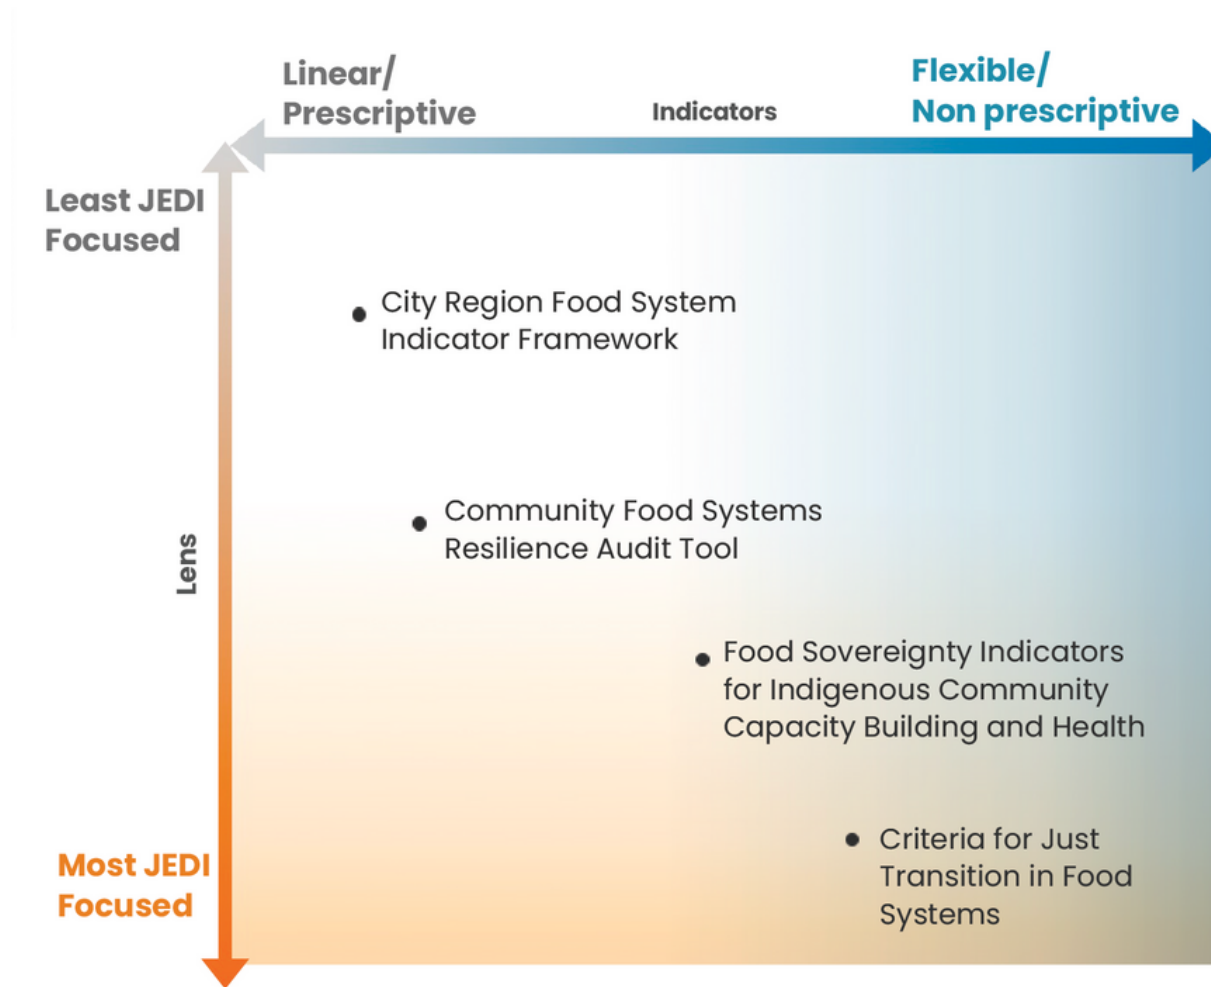 Linear/
Prescriptive
Indicators
Flexible/
Non prescriptive
Least JEDI
Focused
City Region Food System
Indicator Framework
Community Food Systems
Resilience Audit Tool
Lens
Food Sovereignty Indicators
for Indigenous Community
Capacity Building and Health
Criteria for Just
Transition in Food
Systems
Most JEDI
Focused